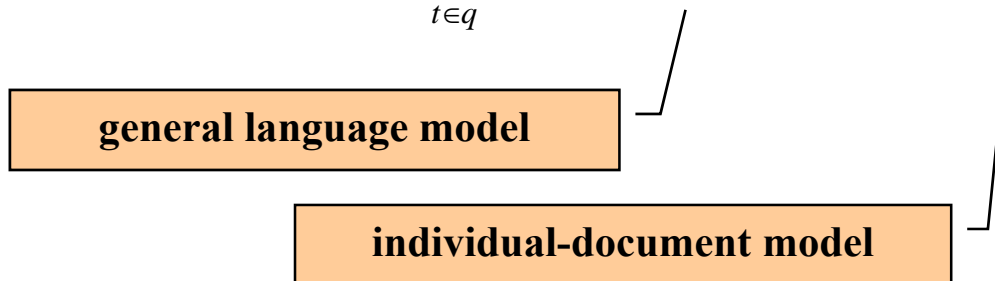 t∈q
general language model
individual-document model